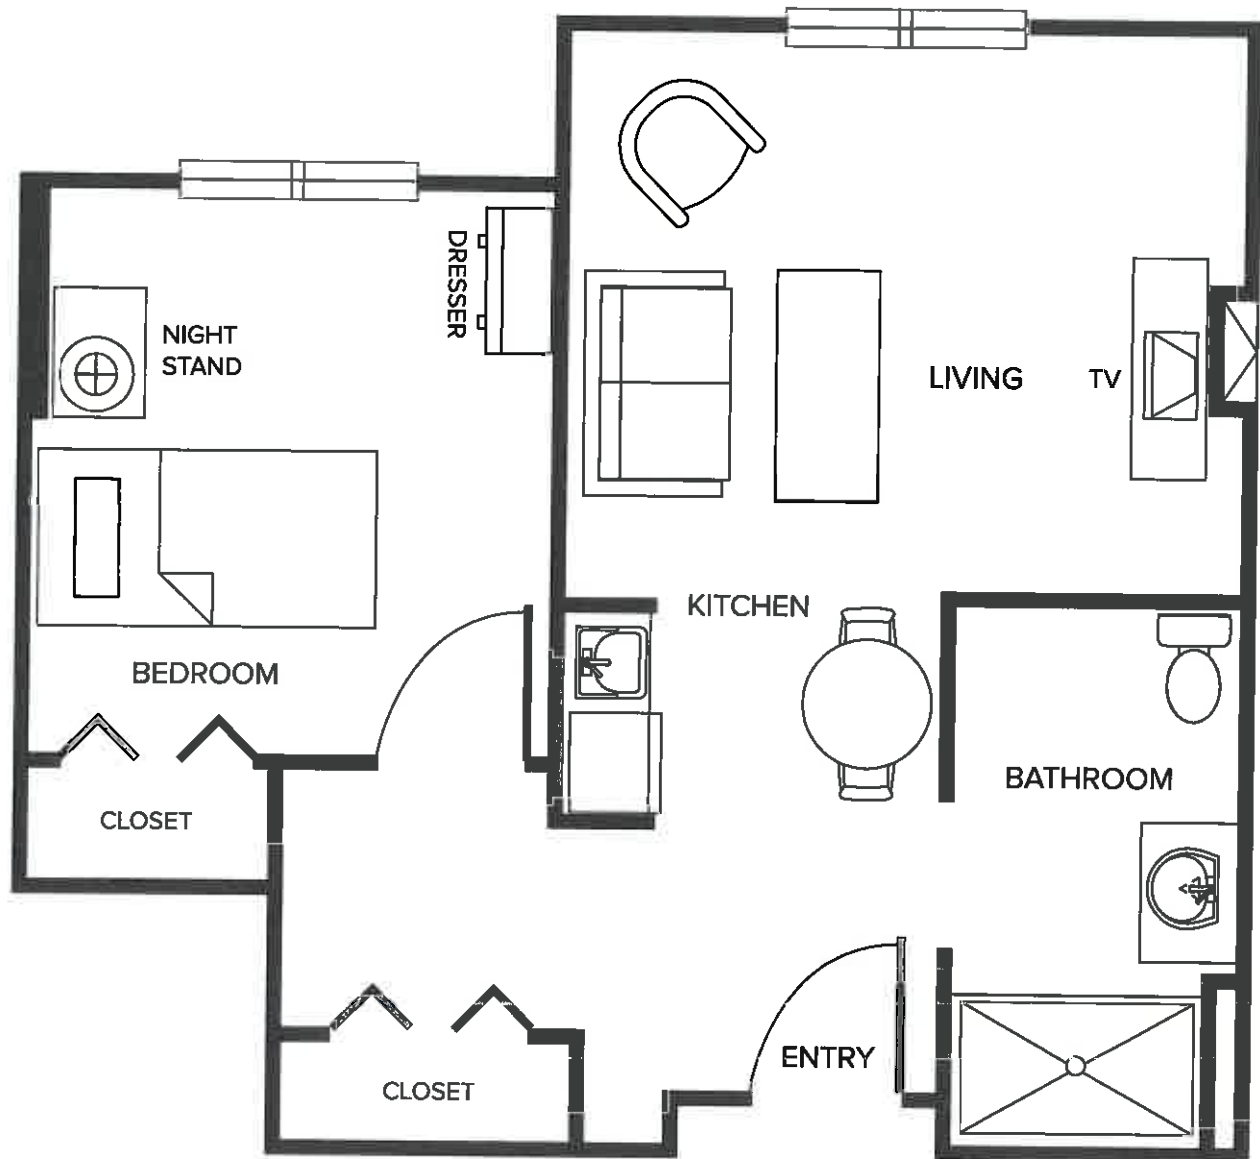 DRESSER
NIGHT
STAND
LIVING
TV
KITCHEN
BEDROOM
BATHROOM
CLOSET
ENTRY
CLOSET